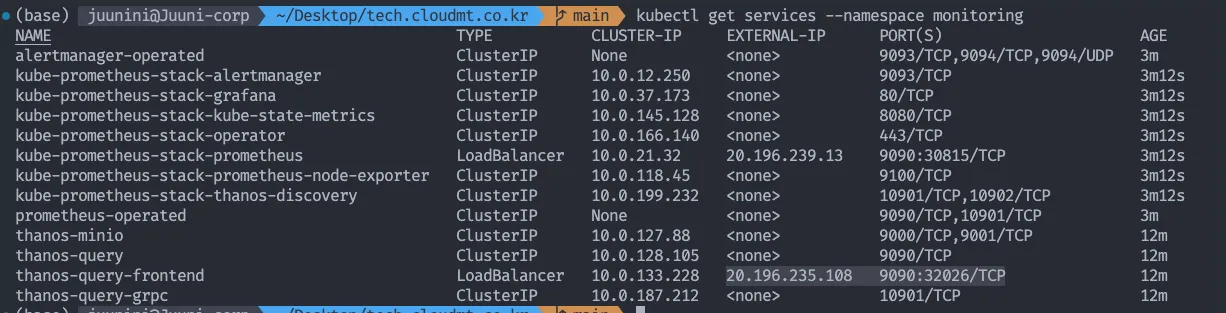 (base) juunini@Juuni-corp ~/Desktop/tech.cloudmt.co.kr main kubectl get services --namespace monitoring
NAME TYPE CLUSTER-IP EXTERNAL-IP PORT(S) AGE
alertmanager-operated ClusterIP None <none> 9093/TCP,9094/TCP,9094/UDP 3m
kube-prometheus-stack-alertmanager ClusterIP 10.0.12.250 <none> 9093/TCP 3m12s
kube-prometheus-stack-grafana ClusterIP 10.0.37.173 <none> 80/TCP 3m12s
kube-prometheus-stack-kube-state-metrics ClusterIP 10.0.145.128 <none> 8080/TCP 3m12s
kube-prometheus-stack-operator ClusterIP 10.0.166.140 <none> 443/TCP 3m12s
kube-prometheus-stack-prometheus LoadBalancer 10.0.21.32 20.196.239.13 9090:30815/TCP 3m12s
kube-prometheus-stack-prometheus-node-exporter ClusterIP 10.0.118.45 <none> 9100/TCP 3m12s
kube-prometheus-stack-thanos-discovery ClusterIP 10.0.199.232 <none> 10901/TCP,10902/TCP 3m12s
prometheus-operated ClusterIP None <none> 9090/TCP,10901/TCP 3m
thanos-minio ClusterIP 10.0.127.88 <none> 9000/TCP,9001/TCP 12m
thanos-query ClusterIP 10.0.128.105 <none> 9090/TCP 12m
thanos-query-frontend LoadBalancer 10.0.133.228 20.196.235.108 9090:32026/TCP 12m
thanos-query-grpc ClusterIP 10.0.187.212 <none> 10901/TCP 12m
(base) juunini@Juuni-corp ~/Desktop/tech.cloudmt.co.kr main